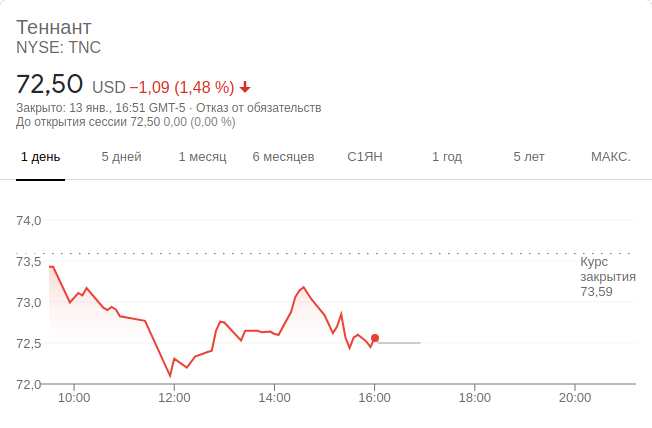 Теннант
NYSE: TNC
72,50 USD −1,09 (1,48 %)
Закрыто: 13 янв., 16:51 GMT-5 · Отказ от обязательств
До открытия сессии 72,50 0,00 (0,00 %)
1 день 5 дней 1 месяц 6 месяцев С1ЯН 1 год 5 лет МАКС.
74,0
73,5
73,0
72,5
72,0
Курс
закрытия
73,59
10:00 12:00 14:00 16:00 18:00 20:00